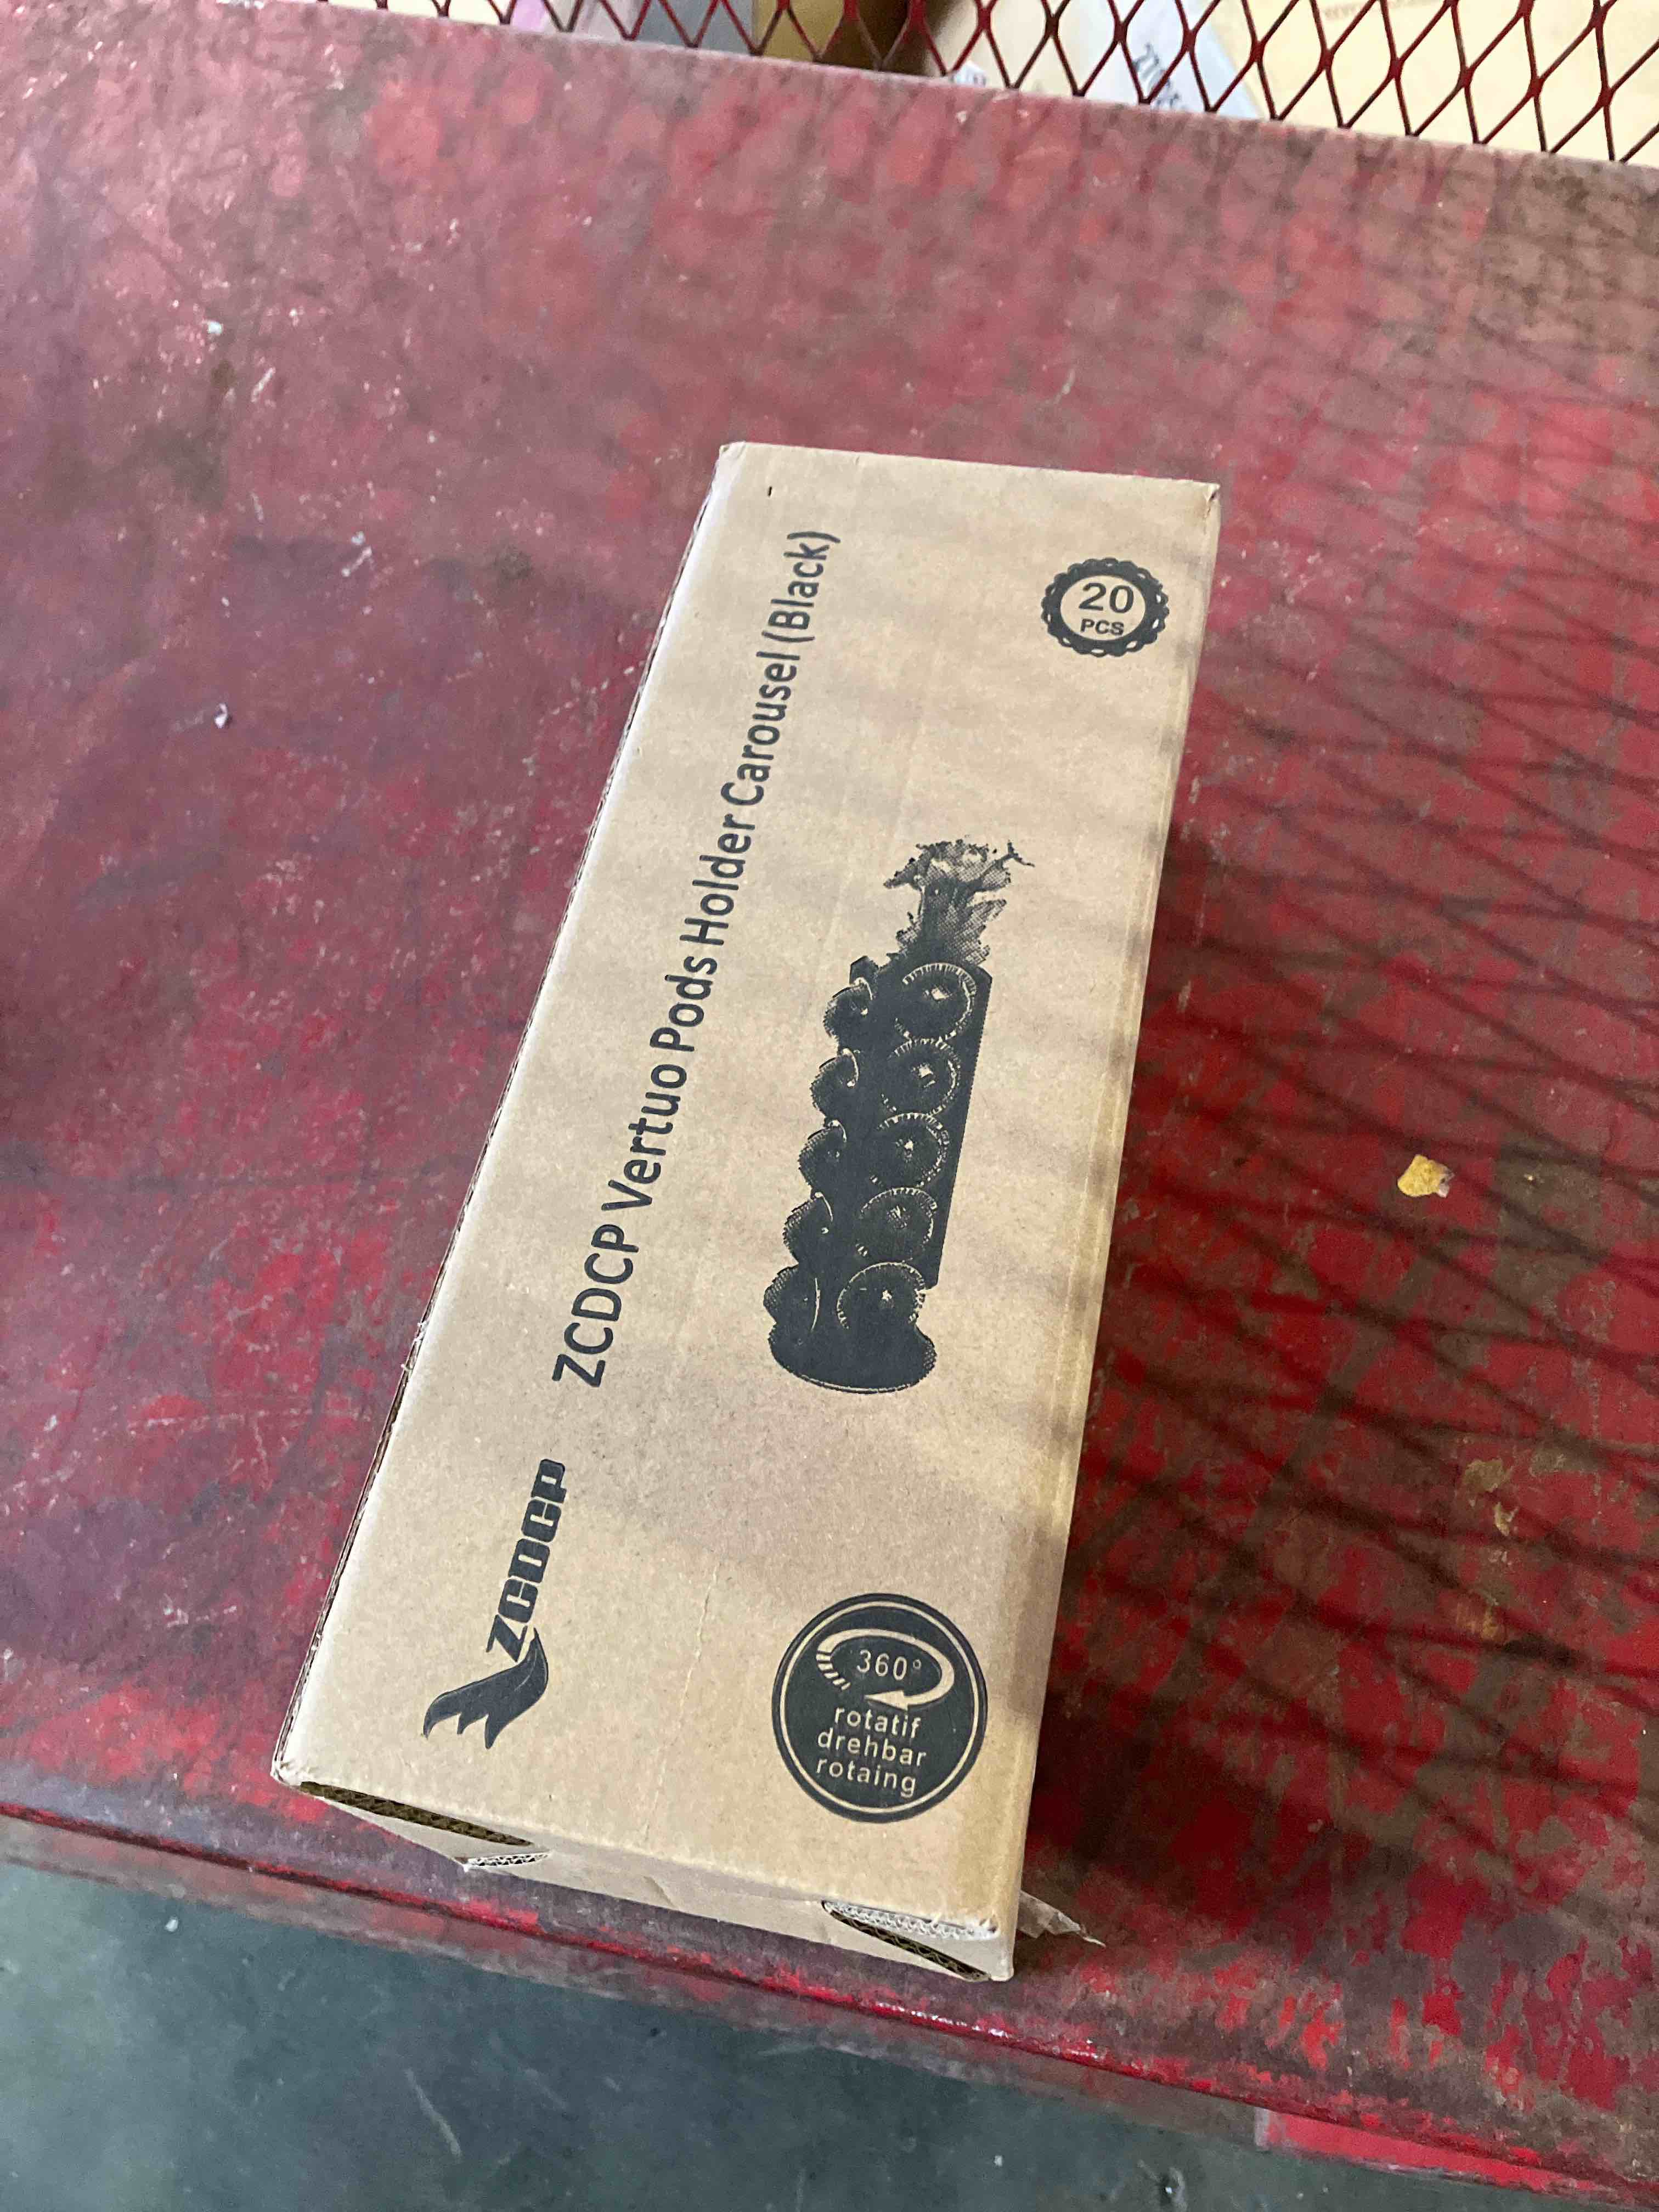 ZCDCP
ZCDCP Vertuo Pods Holder Carousel (Black)
20
PCS
360°
rotatif
drehbar
rotaing